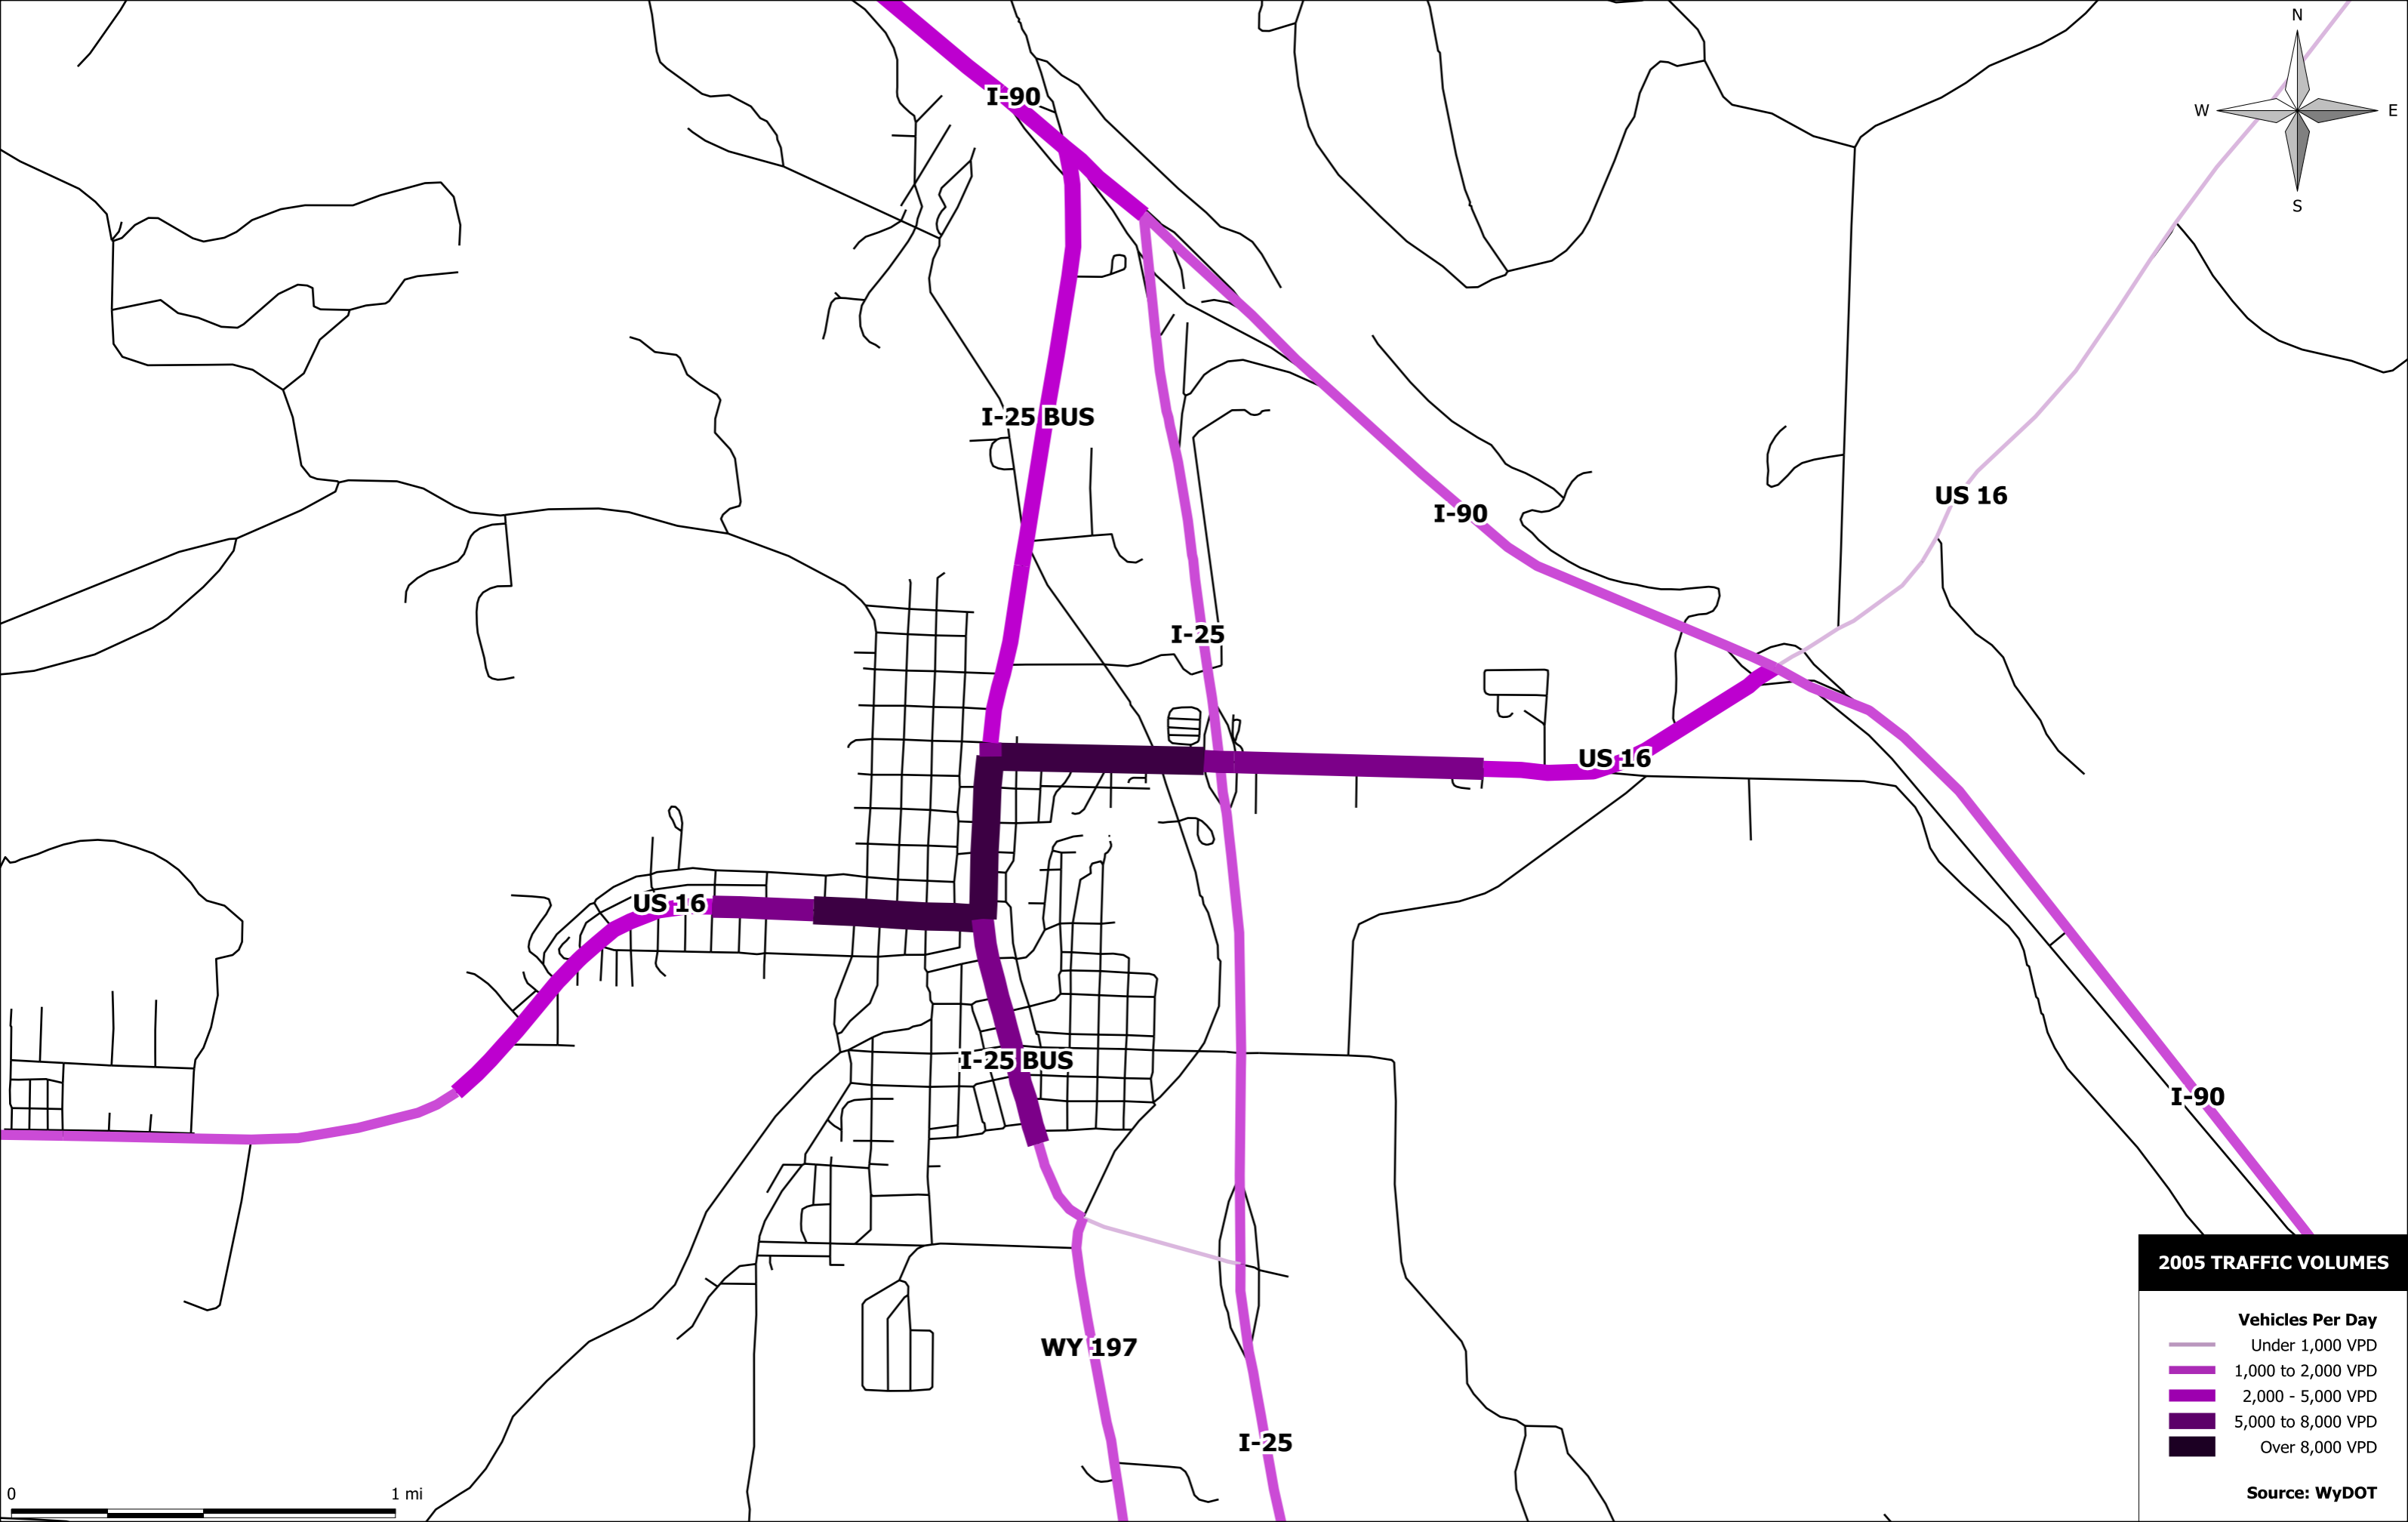 N
I-90
W
E
S
I-25 BUS
US 16
I-90
I-25
US 16
US 16
I-25 BUS
I-90
2005 TRAFFIC VOLUMES
Vehicles Per Day
Under 1,000 VPD
1,000 to 2,000 VPD
2,000 - 5,000 VPD
5,000 to 8,000 VPD
Over 8,000 VPD
Source: WyDOT
WY 197
I-25
0
1 mi